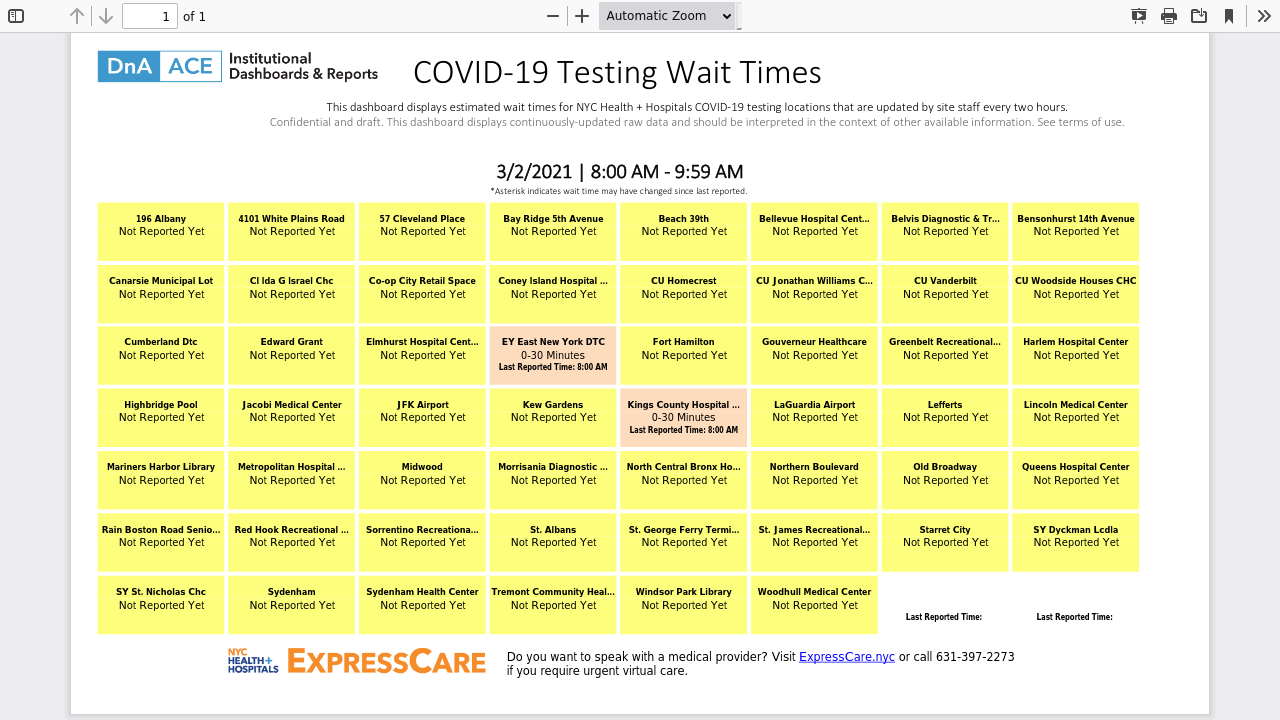 1 of 1 Automatic Zoom
DnA ACE Institutional Dashboards & Reports
COVID-19 Testing Wait Times
This dashboard displays estimated wait times for NYC Health + Hospitals COVID-19 testing locations that are updated by site staff every two hours.
Confidential and draft. This dashboard displays continuously-updated raw data and should be interpreted in the context of other available information. See terms of use.
3/2/2021 | 8:00 AM - 9:59 AM
*Asterisk indicates wait time may have changed since last reported.
196 Albany 4101 White Plains Road 57 Cleveland Place Bay Ridge 5th Avenue Beach 39th Bellevue Hospital Cent... Belvis Diagnostic & Tr... Bensonhurst 14th Avenue
Not Reported Yet Not Reported Yet Not Reported Yet Not Reported Yet Not Reported Yet Not Reported Yet Not Reported Yet Not Reported Yet
Canarsie Municipal Lot Cl Ida G Israel Chc Co-op City Retail Space Coney Island Hospital ... CU Homecrest CU Jonathan Williams C... CU Vanderbilt CU Woodside Houses CHC
Not Reported Yet Not Reported Yet Not Reported Yet Not Reported Yet Not Reported Yet Not Reported Yet Not Reported Yet Not Reported Yet
Cumberland Dtc Edward Grant Elmhurst Hospital Cent... EY East New York DTC Fort Hamilton Gouverneur Healthcare Greenbelt Recreational... Harlem Hospital Center
Not Reported Yet Not Reported Yet Not Reported Yet 0-30 Minutes Not Reported Yet Not Reported Yet Not Reported Yet Not Reported Yet
Last Reported Time: 8:00 AM
Highbridge Pool Jacobi Medical Center JFK Airport Kew Gardens Kings County Hospital ... LaGuardia Airport Lefferts Lincoln Medical Center
Not Reported Yet Not Reported Yet Not Reported Yet Not Reported Yet 0-30 Minutes Not Reported Yet Not Reported Yet Not Reported Yet
Last Reported Time: 8:00 AM
Mariners Harbor Library Metropolitan Hospital ... Midwood Morrisania Diagnostic ... North Central Bronx Ho... Northern Boulevard Old Broadway Queens Hospital Center
Not Reported Yet Not Reported Yet Not Reported Yet Not Reported Yet Not Reported Yet Not Reported Yet Not Reported Yet Not Reported Yet
Rain Boston Road Senio... Red Hook Recreational ... Sorrentino Recreationa... St. Albans St. George Ferry Termi... St. James Recreational... Starret City SY Dyckman Lcdla
Not Reported Yet Not Reported Yet Not Reported Yet Not Reported Yet Not Reported Yet Not Reported Yet Not Reported Yet Not Reported Yet
SY St. Nicholas Chc Sydenham Sydenham Health Center Tremont Community Heal... Windsor Park Library Woodhull Medical Center
Not Reported Yet Not Reported Yet Not Reported Yet Not Reported Yet Not Reported Yet Not Reported Yet
Last Reported Time: Last Reported Time:
NYC HEALTH+ HOSPITALS EXPRESSCARE
Do you want to speak with a medical provider? Visit ExpressCare.nyc or call 631-397-2273
if you require urgent virtual care.